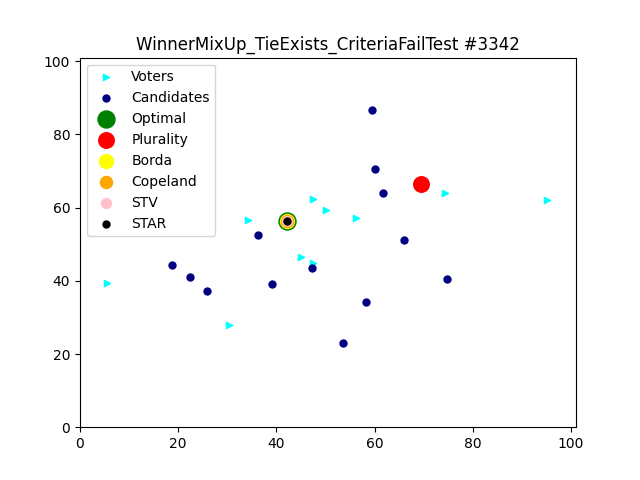 WinnerMixUp_TieExists_CriteriaFailTest #3342
100
80
60
40
20
0
Voters
Candidates
Optimal
Plurality
Borda
Copeland
STV
STAR
0 20 40 60 80 100